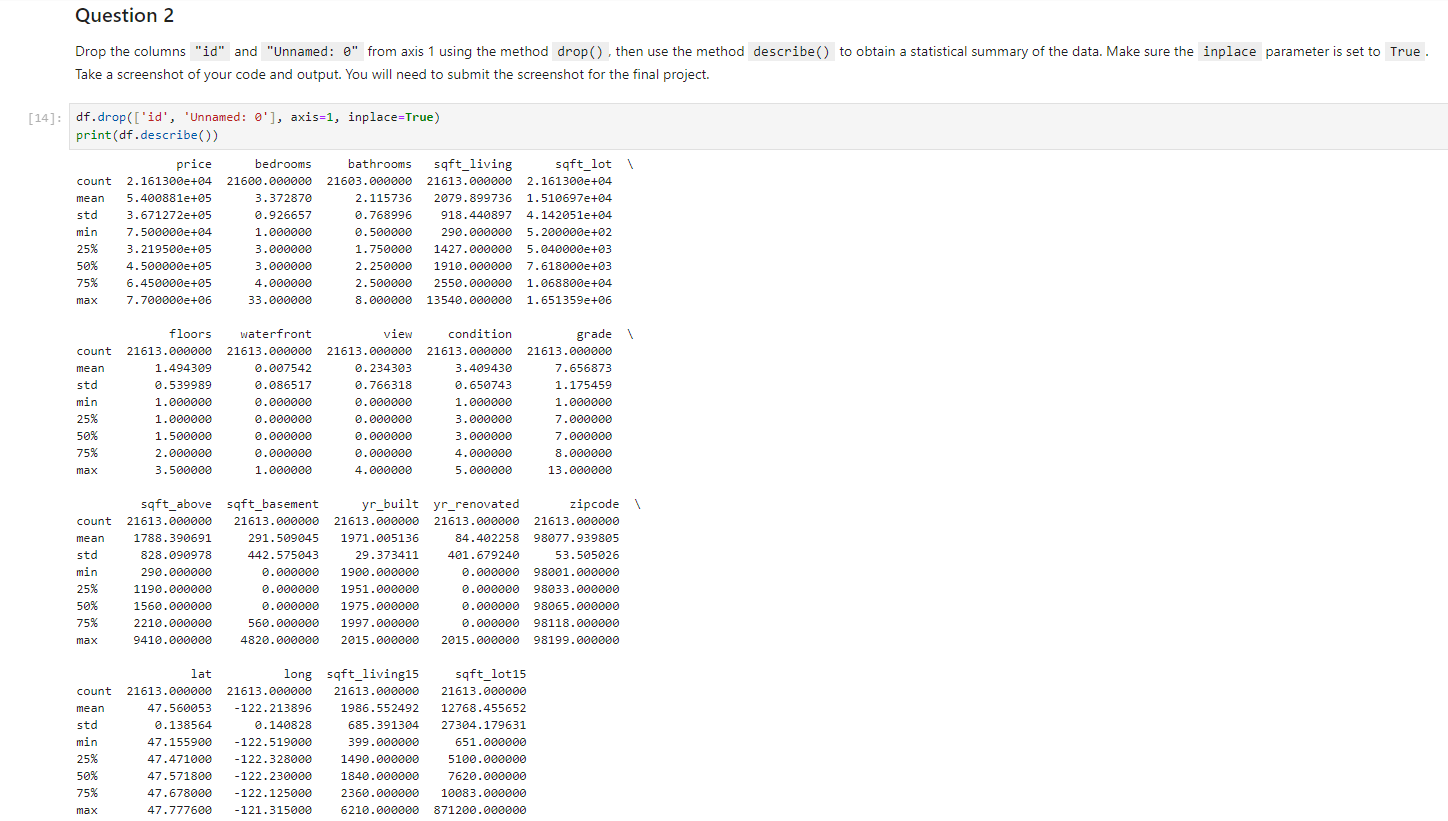 Question 2
Drop the columns "id" and "Unnamed: 0" from axis 1 using the method drop(), then use the method describe() to obtain a statistical summary of the data. Make sure the inplace parameter is set to True.
Take a screenshot of your code and output. You will need to submit the screenshot for the final project.
[14]: df.drop(['id', 'Unnamed: 0'], axis=1, inplace=True)
print(df.describe())
price bedrooms bathrooms sqft_living sqft_lot \
count 2.161300e+04 21600.000000 21603.000000 21613.000000 2.161300e+04
mean 5.400881e+05 3.372870 2.115736 2079.899736 1.510697e+04
std 3.671272e+05 0.926657 0.768996 918.440897 4.142051e+04
min 7.500000e+04 1.000000 0.500000 290.000000 5.200000e+02
25% 3.219500e+05 3.000000 1.750000 1427.000000 5.040000e+03
50% 4.500000e+05 3.000000 2.250000 1910.000000 7.618000e+03
75% 6.450000e+05 4.000000 2.500000 2550.000000 1.068800e+04
max 7.700000e+06 33.000000 8.000000 13540.000000 1.651359e+06
floors waterfront view condition grade \
count 21613.000000 21613.000000 21613.000000 21613.000000 21613.000000
mean 1.494309 0.007542 0.234303 3.409430 7.656873
std 0.539989 0.086517 0.766318 0.650743 1.175459
min 1.000000 0.000000 0.000000 1.000000 1.000000
25% 1.000000 0.000000 0.000000 3.000000 7.000000
50% 1.500000 0.000000 0.000000 3.000000 7.000000
75% 2.000000 0.000000 0.000000 4.000000 8.000000
max 3.500000 1.000000 4.000000 5.000000 13.000000
sqft_above sqft_basement yr_built yr_renovated zipcode \
count 21613.000000 21613.000000 21613.000000 21613.000000 21613.000000
mean 1788.390691 291.509045 1971.005136 84.402258 98077.939805
std 828.090978 442.575043 29.373411 401.679240 53.505026
min 290.000000 0.000000 1900.000000 0.000000 98001.000000
25% 1190.000000 0.000000 1951.000000 0.000000 98033.000000
50% 1560.000000 0.000000 1975.000000 0.000000 98065.000000
75% 2210.000000 560.000000 1997.000000 0.000000 98118.000000
max 9410.000000 4820.000000 2015.000000 2015.000000 98199.000000
lat long sqft_living15 sqft_lot15
count 21613.000000 21613.000000 21613.000000 21613.000000
mean 47.560053 -122.213896 1986.552492 12768.455652
std 0.138564 0.140828 685.391304 27304.179631
min 47.155900 -122.519000 399.000000 651.000000
25% 47.471000 -122.328000 1490.000000 5100.000000
50% 47.571800 -122.230000 1840.000000 7620.000000
75% 47.678000 -122.125000 2360.000000 10083.000000
max 47.777600 -121.315000 6210.000000 871200.000000